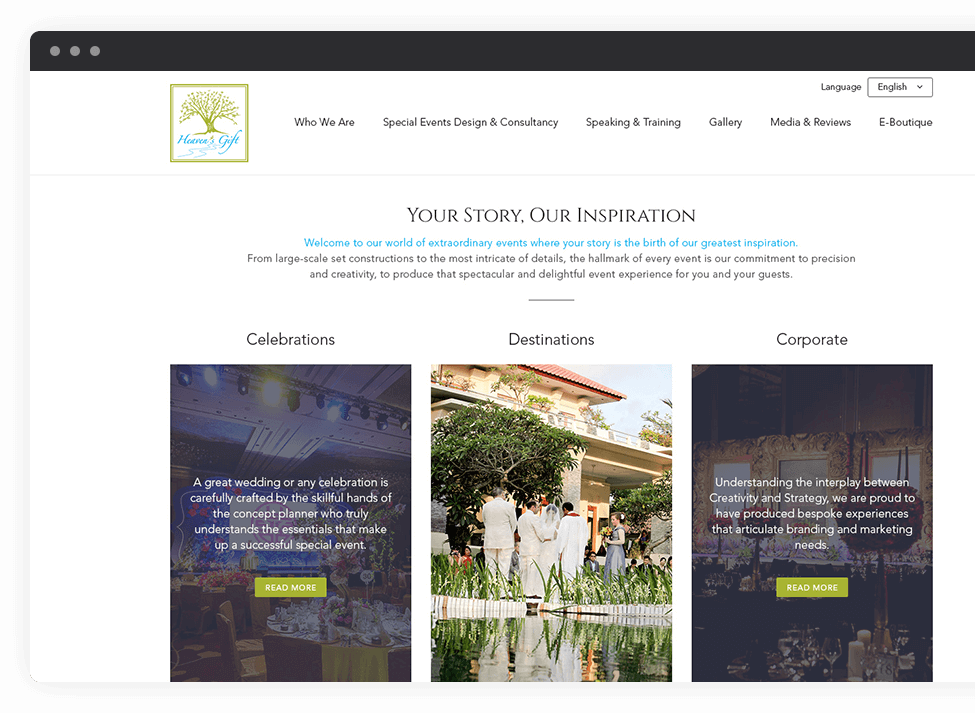 Language English
Heaven's Gift
Who We Are Special Events Design & Consultancy Speaking & Training Gallery Media & Reviews E-Boutique
Your Story, Our Inspiration
Welcome to our world of extraordinary events where your story is the birth of our greatest inspiration.
From large-scale set constructions to the most intricate of details, the hallmark of every event is our commitment to precision
and creativity, to produce that spectacular and delightful event experience for you and your guests.
Celebrations
A great wedding or any celebration is
carefully crafted by the skillful hands of
the concept planner who truly
understands the essentials that make
up a successful special event.
READ MORE
Destinations
Corporate
Understanding the interplay between
Creativity and Strategy, we are proud to
have produced bespoke experiences
that articulate branding and marketing
needs.
READ MORE